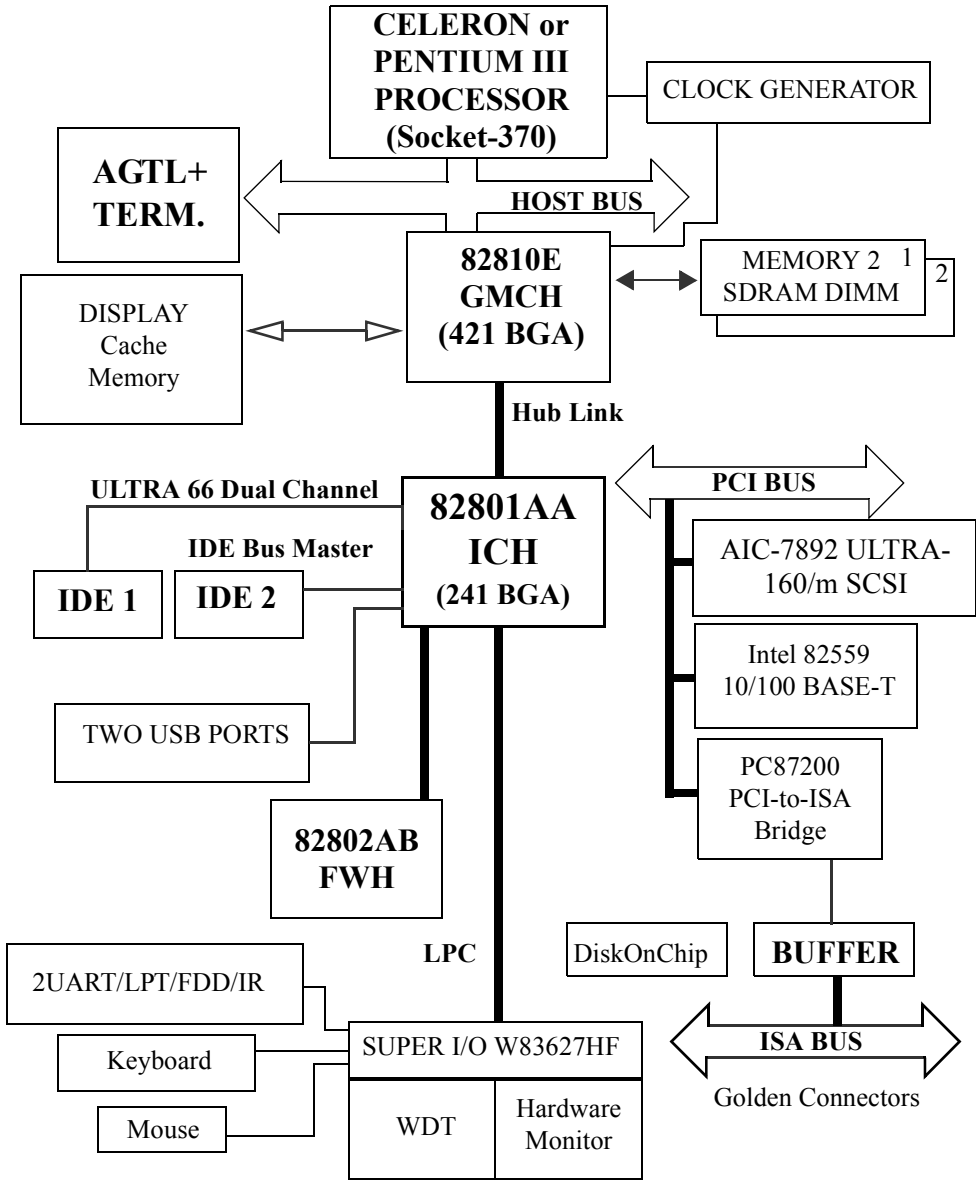 CELERON or
PENTIUM III
PROCESSOR
(Socket-370)
CLOCK GENERATOR
AGTL+
TERM.
HOST BUS
82810E
GMCH
(421 BGA)
MEMORY 2
SDRAM DIMM
1
2
DISPLAY
Cache
Memory
Hub Link
ULTRA 66 Dual Channel
IDE Bus Master
IDE 1
IDE 2
82801AA
ICH
(241 BGA)
PCI BUS
AIC-7892 ULTRA-
160/m SCSI
Intel 82559
10/100 BASE-T
TWO USB PORTS
PC87200
PCI-to-ISA
Bridge
82802AB
FWH
LPC
DiskOnChip
BUFFER
2UART/LPT/FDD/IR
SUPER I/O W83627HF
ISA BUS
Keyboard
Golden Connectors
Mouse
WDT
Hardware
Monitor